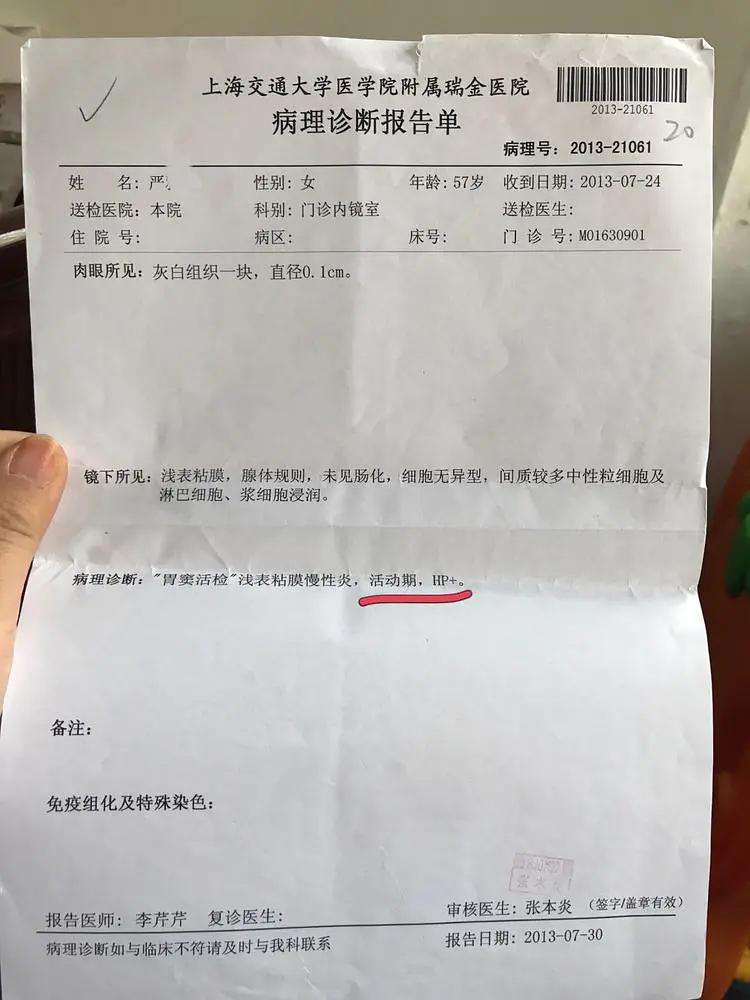 上海交通大学医学院附属瑞金医院
2013-21061
病理诊断报告单
20
病理号: 2013-21061
姓 名: 严 性别: 女 年龄: 57岁 收到日期: 2013-07-24
送检医院: 本院 科别: 门诊内镜室 送检医生:
住 院 号: 病区: 床号: 门 诊 号: M01630901
肉眼所见: 灰白组织一块, 直径0.1cm。
镜下所见: 浅表粘膜, 腺体规则, 未见肠化, 细胞无异型, 间质较多中性粒细胞及
淋巴细胞、浆细胞浸润。
病理诊断: "胃窦活检"浅表粘膜慢性炎, 活动期, HP+。
备注:
免疫组化及特殊染色:
报告医师: 李芹芹 复诊医生: 审核医生: 张本炎 (签字/盖章有效)
病理诊断如与临床不符请及时与我科联系 报告日期: 2013-07-30